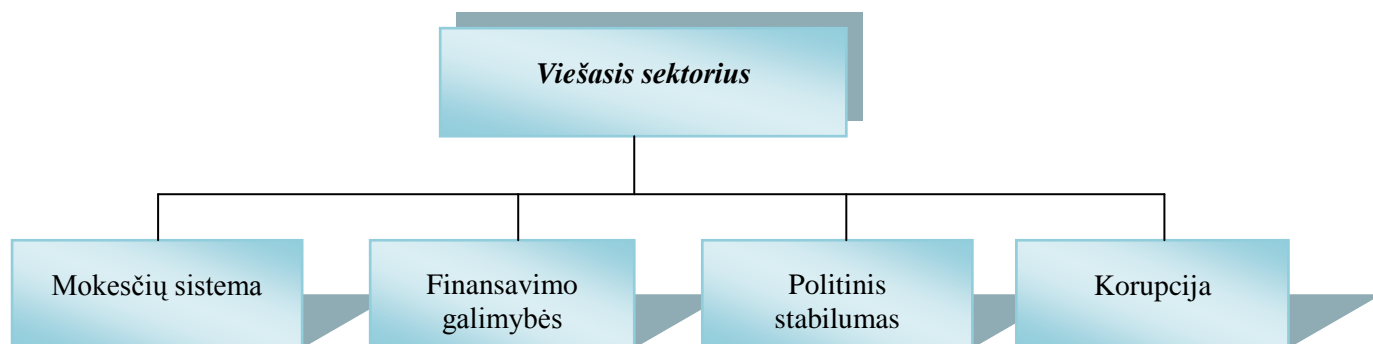 Viešasis sektorius
Mokesčių sistema
Finansavimo
galimybės
Politinis
stabilumas
Korupcija